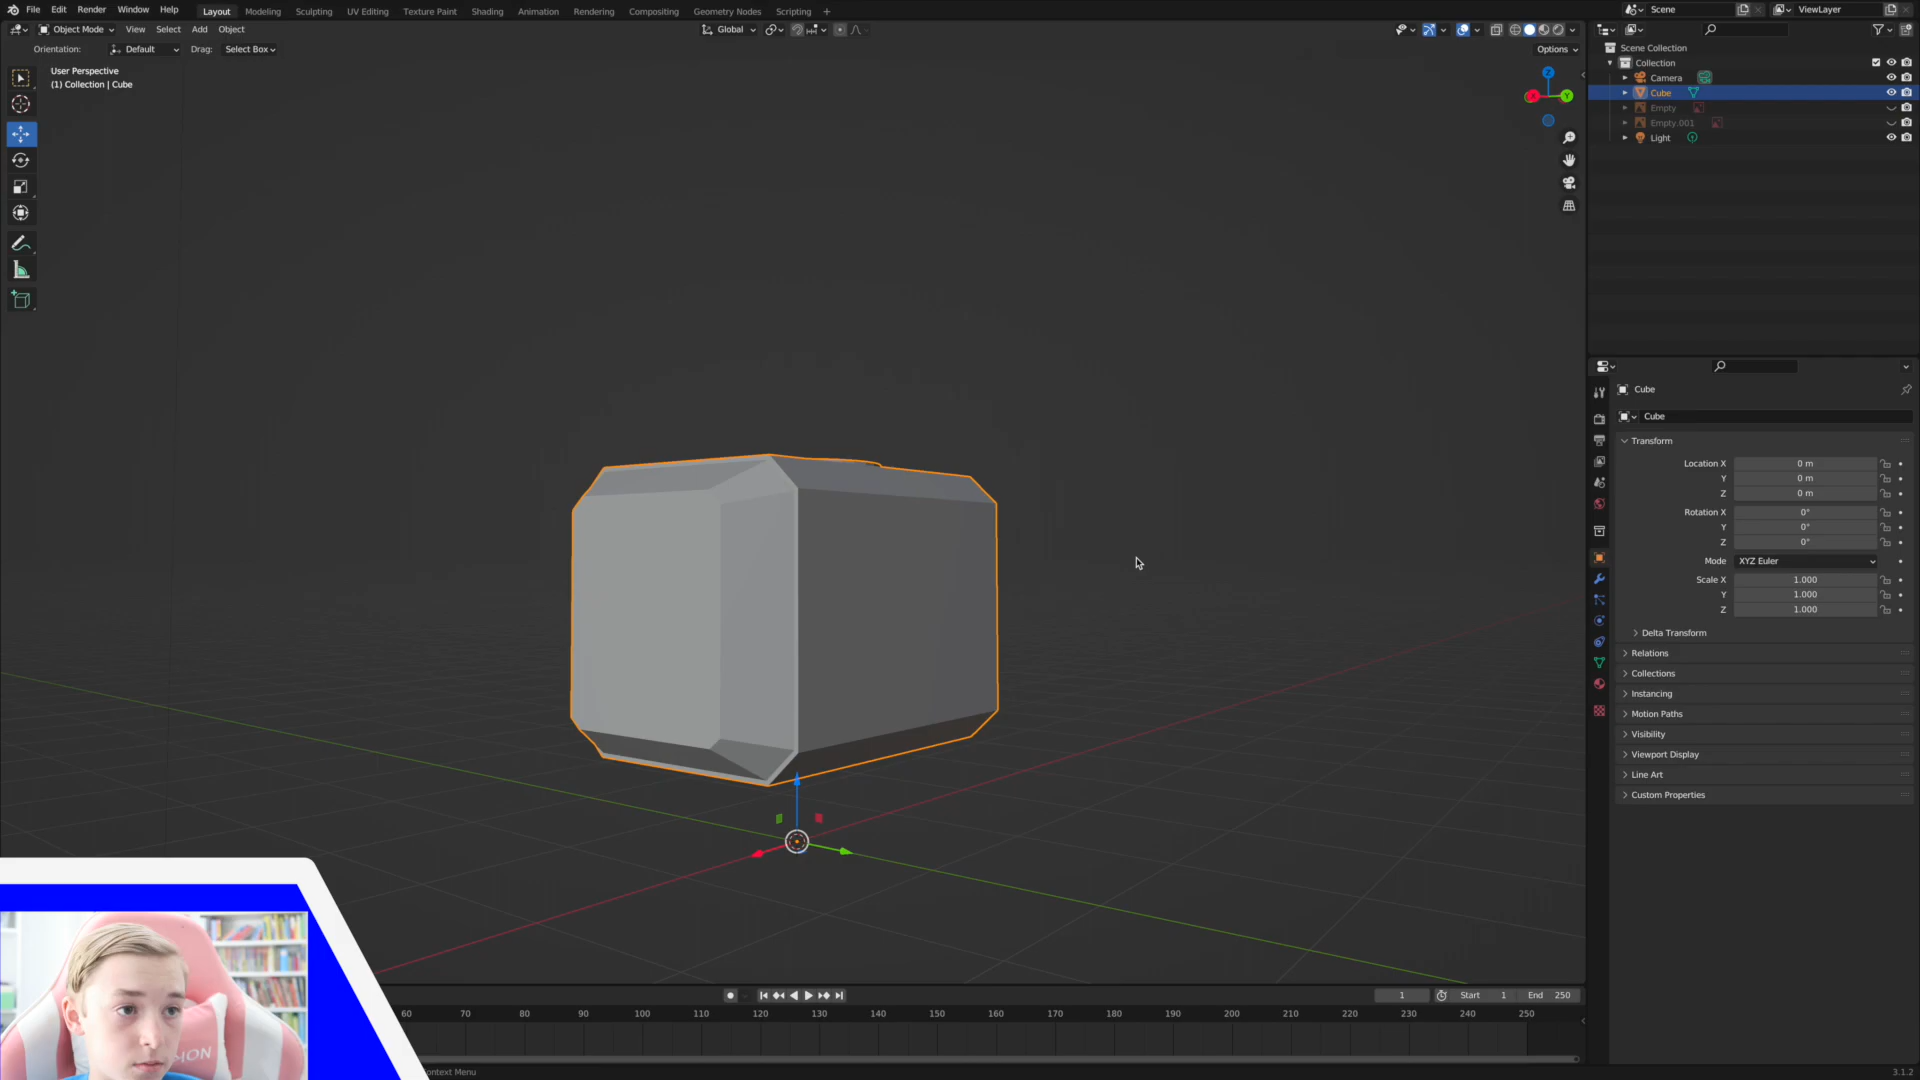 File Edit Render Window Help Layout Modeling Sculpting UV Editing Texture Paint Shading Animation Rendering Compositing Geometry Nodes Scripting + Scene ViewLayer
Object Mode View Select Add Object Global
Orientation: Default Drag: Select Box Options
User Perspective
(1) Collection | Cube
Z
X Y
Scene Collection
Collection
Camera
Cube
Empty
Empty.001
Light
Cube
Cube
Transform
Location X 0 m
Y 0 m
Z 0 m
Rotation X 0°
Y 0°
Z 0°
Mode XYZ Euler
Scale X 1.000
Y 1.000
Z 1.000
Delta Transform
Relations
Collections
Instancing
Motion Paths
Visibility
Viewport Display
Line Art
Custom Properties
1 Start 1 End 250
60 70 80 90 100 110 120 130 140 150 160 170 180 190 200 210 220 230 240 250
ontext Menu 3.1.2